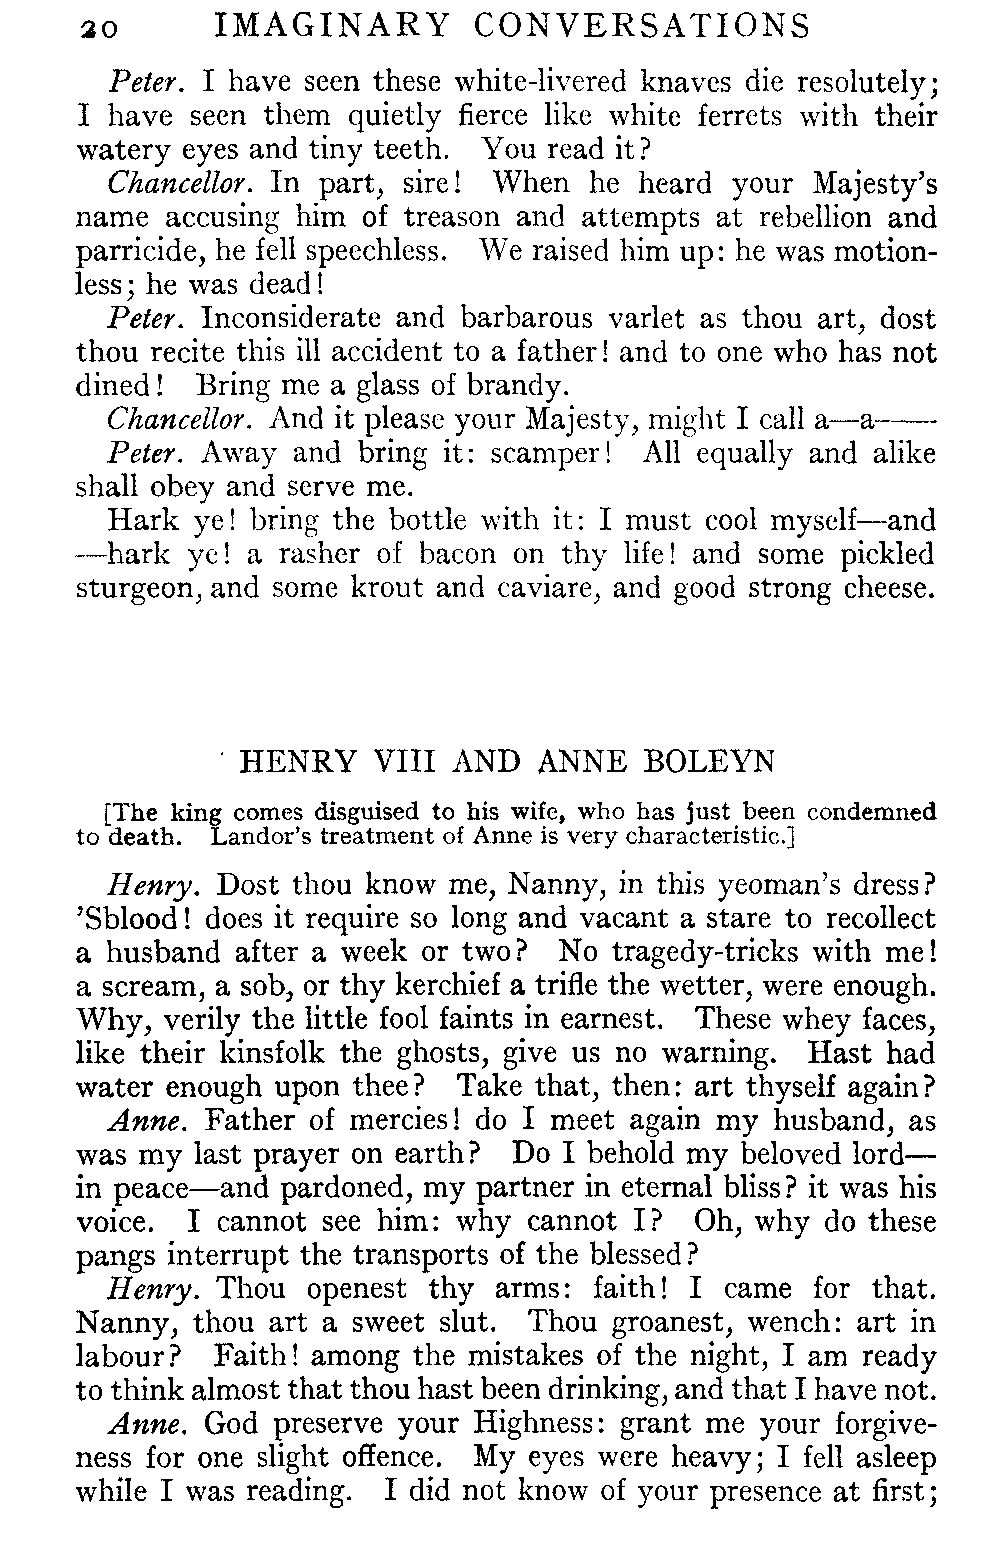 20 IMAGINARY CONVERSATIONS
Peter. I have seen these white-livered knaves die resolutely;
I have seen them quietly fierce like white ferrets with their
watery eyes and tiny teeth. You read it?
Chancellor. In part, sire! When he heard your Majesty's
name accusing him of treason and attempts at rebellion and
parricide, he fell speechless. We raised him up: he was motion-
less; he was dead!
Peter. Inconsiderate and barbarous varlet as thou art, dost
thou recite this ill accident to a father! and to one who has not
dined! Bring me a glass of brandy.
Chancellor. And it please your Majesty, might I call a—a——
Peter. Away and bring it: scamper! All equally and alike
shall obey and serve me.
Hark ye! bring the bottle with it: I must cool myself—and
—hark ye! a rasher of bacon on thy life! and some pickled
sturgeon, and some krout and caviare, and good strong cheese.
HENRY VIII AND ANNE BOLEYN
[The king comes disguised to his wife, who has just been condemned
to death. Landor's treatment of Anne is very characteristic.]
Henry. Dost thou know me, Nanny, in this yeoman's dress?
'Sblood! does it require so long and vacant a stare to recollect
a husband after a week or two? No tragedy-tricks with me!
a scream, a sob, or thy kerchief a trifle the wetter, were enough.
Why, verily the little fool faints in earnest. These whey faces,
like their kinsfolk the ghosts, give us no warning. Hast had
water enough upon thee? Take that, then: art thyself again?
Anne. Father of mercies! do I meet again my husband, as
was my last prayer on earth? Do I behold my beloved lord—
in peace—and pardoned, my partner in eternal bliss? it was his
voice. I cannot see him: why cannot I? Oh, why do these
pangs interrupt the transports of the blessed?
Henry. Thou openest thy arms: faith! I came for that.
Nanny, thou art a sweet slut. Thou groanest, wench: art in
labour? Faith! among the mistakes of the night, I am ready
to think almost that thou hast been drinking, and that I have not.
Anne. God preserve your Highness: grant me your forgive-
ness for one slight offence. My eyes were heavy; I fell asleep
while I was reading. I did not know of your presence at first;